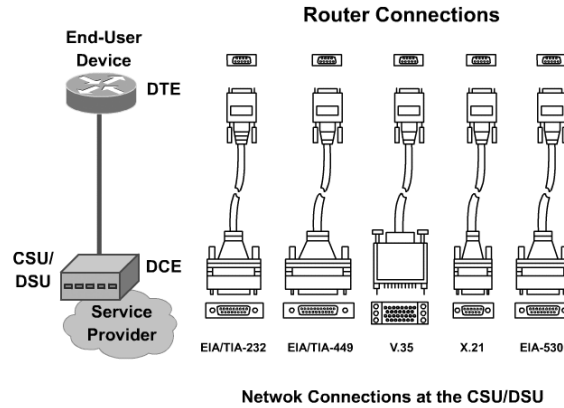 Router Connections
End-User
Device
DTE
CSU/
DSU
DCE
Service
Provider
EIA/TIA-232
EIA/TIA-449
V.35
X.21
EIA-530
Netwok Connections at the CSU/DSU